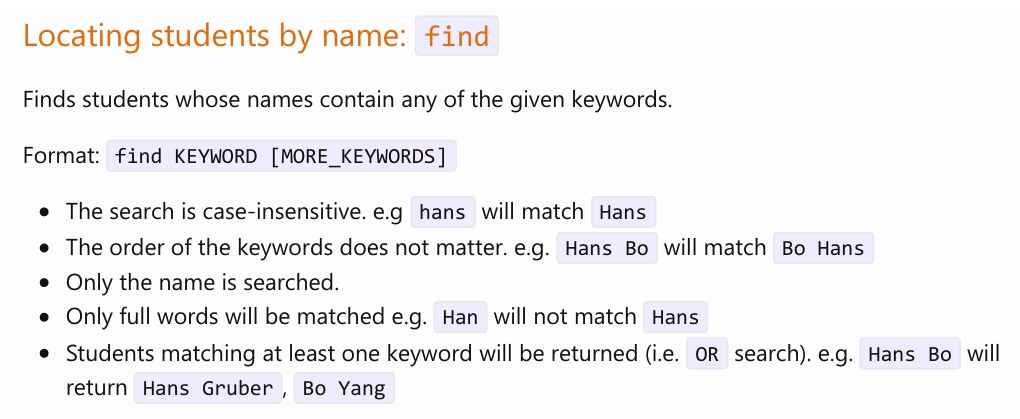 Locating students by name: find
Finds students whose names contain any of the given keywords.
Format: find KEYWORD [MORE_KEYWORDS]
• The search is case-insensitive. e.g hans will match Hans
• The order of the keywords does not matter. e.g. Hans Bo will match Bo Hans
• Only the name is searched.
• Only full words will be matched e.g. Han will not match Hans
• Students matching at least one keyword will be returned (i.e. OR search). e.g. Hans Bo will
return Hans Gruber, Bo Yang